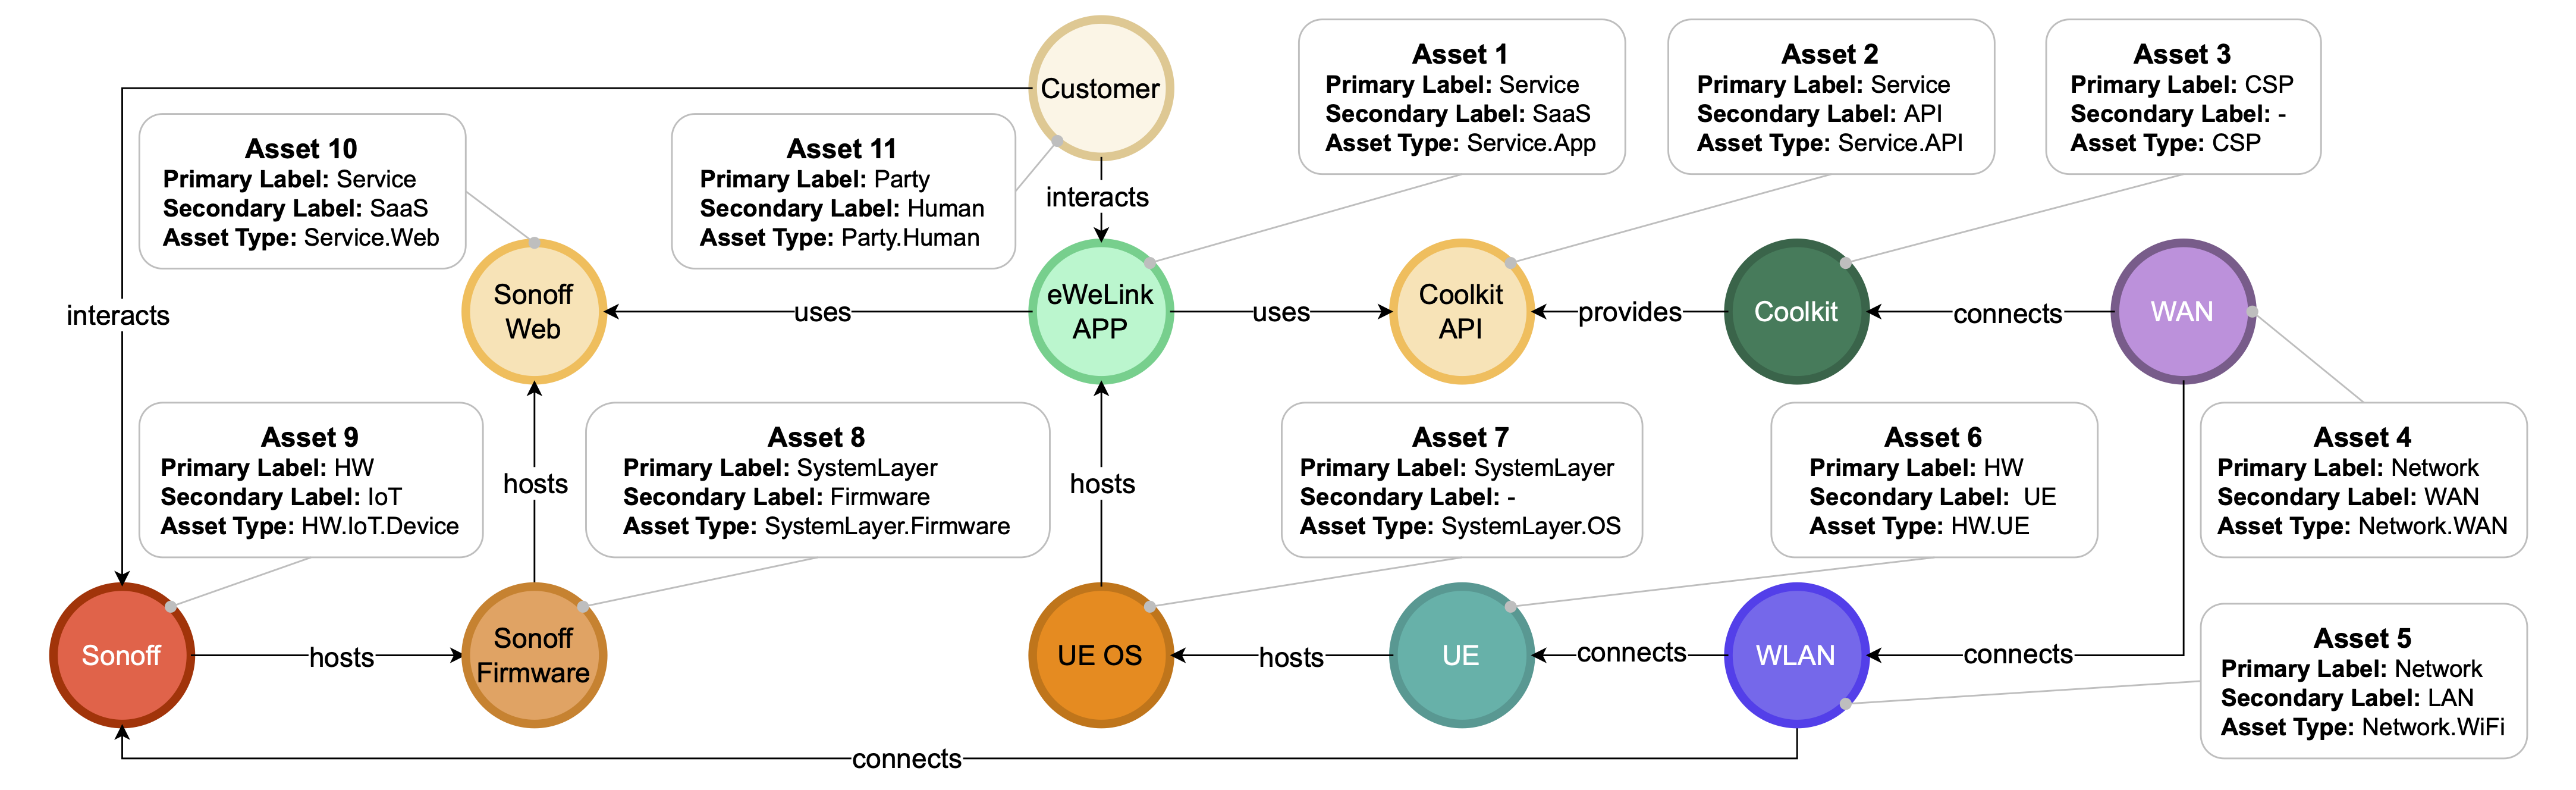 Customer
Asset 1
Primary Label: Service
Secondary Label: SaaS
Asset Type: Service.App
Asset 2
Primary Label: Service
Secondary Label: API
Asset Type: Service.API
Asset 3
Primary Label: CSP
Secondary Label: -
Asset Type: CSP
Asset 10
Primary Label: Service
Secondary Label: SaaS
Asset Type: Service.Web
Asset 11
Primary Label: Party
Secondary Label: Human
Asset Type: Party.Human
interacts
interacts
Sonoff
Web
uses
eWeLink
APP
uses
Coolkit
API
provides
Coolkit
connects
WAN
Asset 9
Primary Label: HW
Secondary Label: IoT
Asset Type: HW.IoT.Device
hosts
Asset 8
Primary Label: SystemLayer
Secondary Label: Firmware
Asset Type: SystemLayer.Firmware
hosts
Asset 7
Primary Label: SystemLayer
Secondary Label: -
Asset Type: SystemLayer.OS
Asset 6
Primary Label: HW
Secondary Label: UE
Asset Type: HW.UE
Asset 4
Primary Label: Network
Secondary Label: WAN
Asset Type: Network.WAN
Sonoff
hosts
Sonoff
Firmware
UE OS
hosts
UE
connects
WLAN
connects
Asset 5
Primary Label: Network
Secondary Label: LAN
Asset Type: Network.WiFi
connects